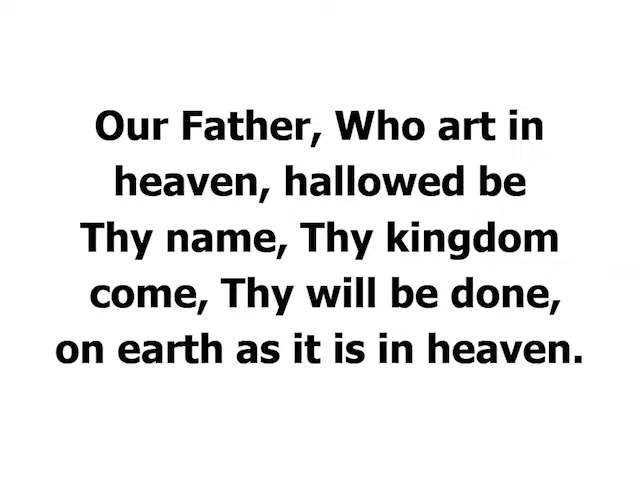 Our Father, Who art in
heaven, hallowed be
Thy name, Thy kingdom
come, Thy will be done,
on earth as it is in heaven.